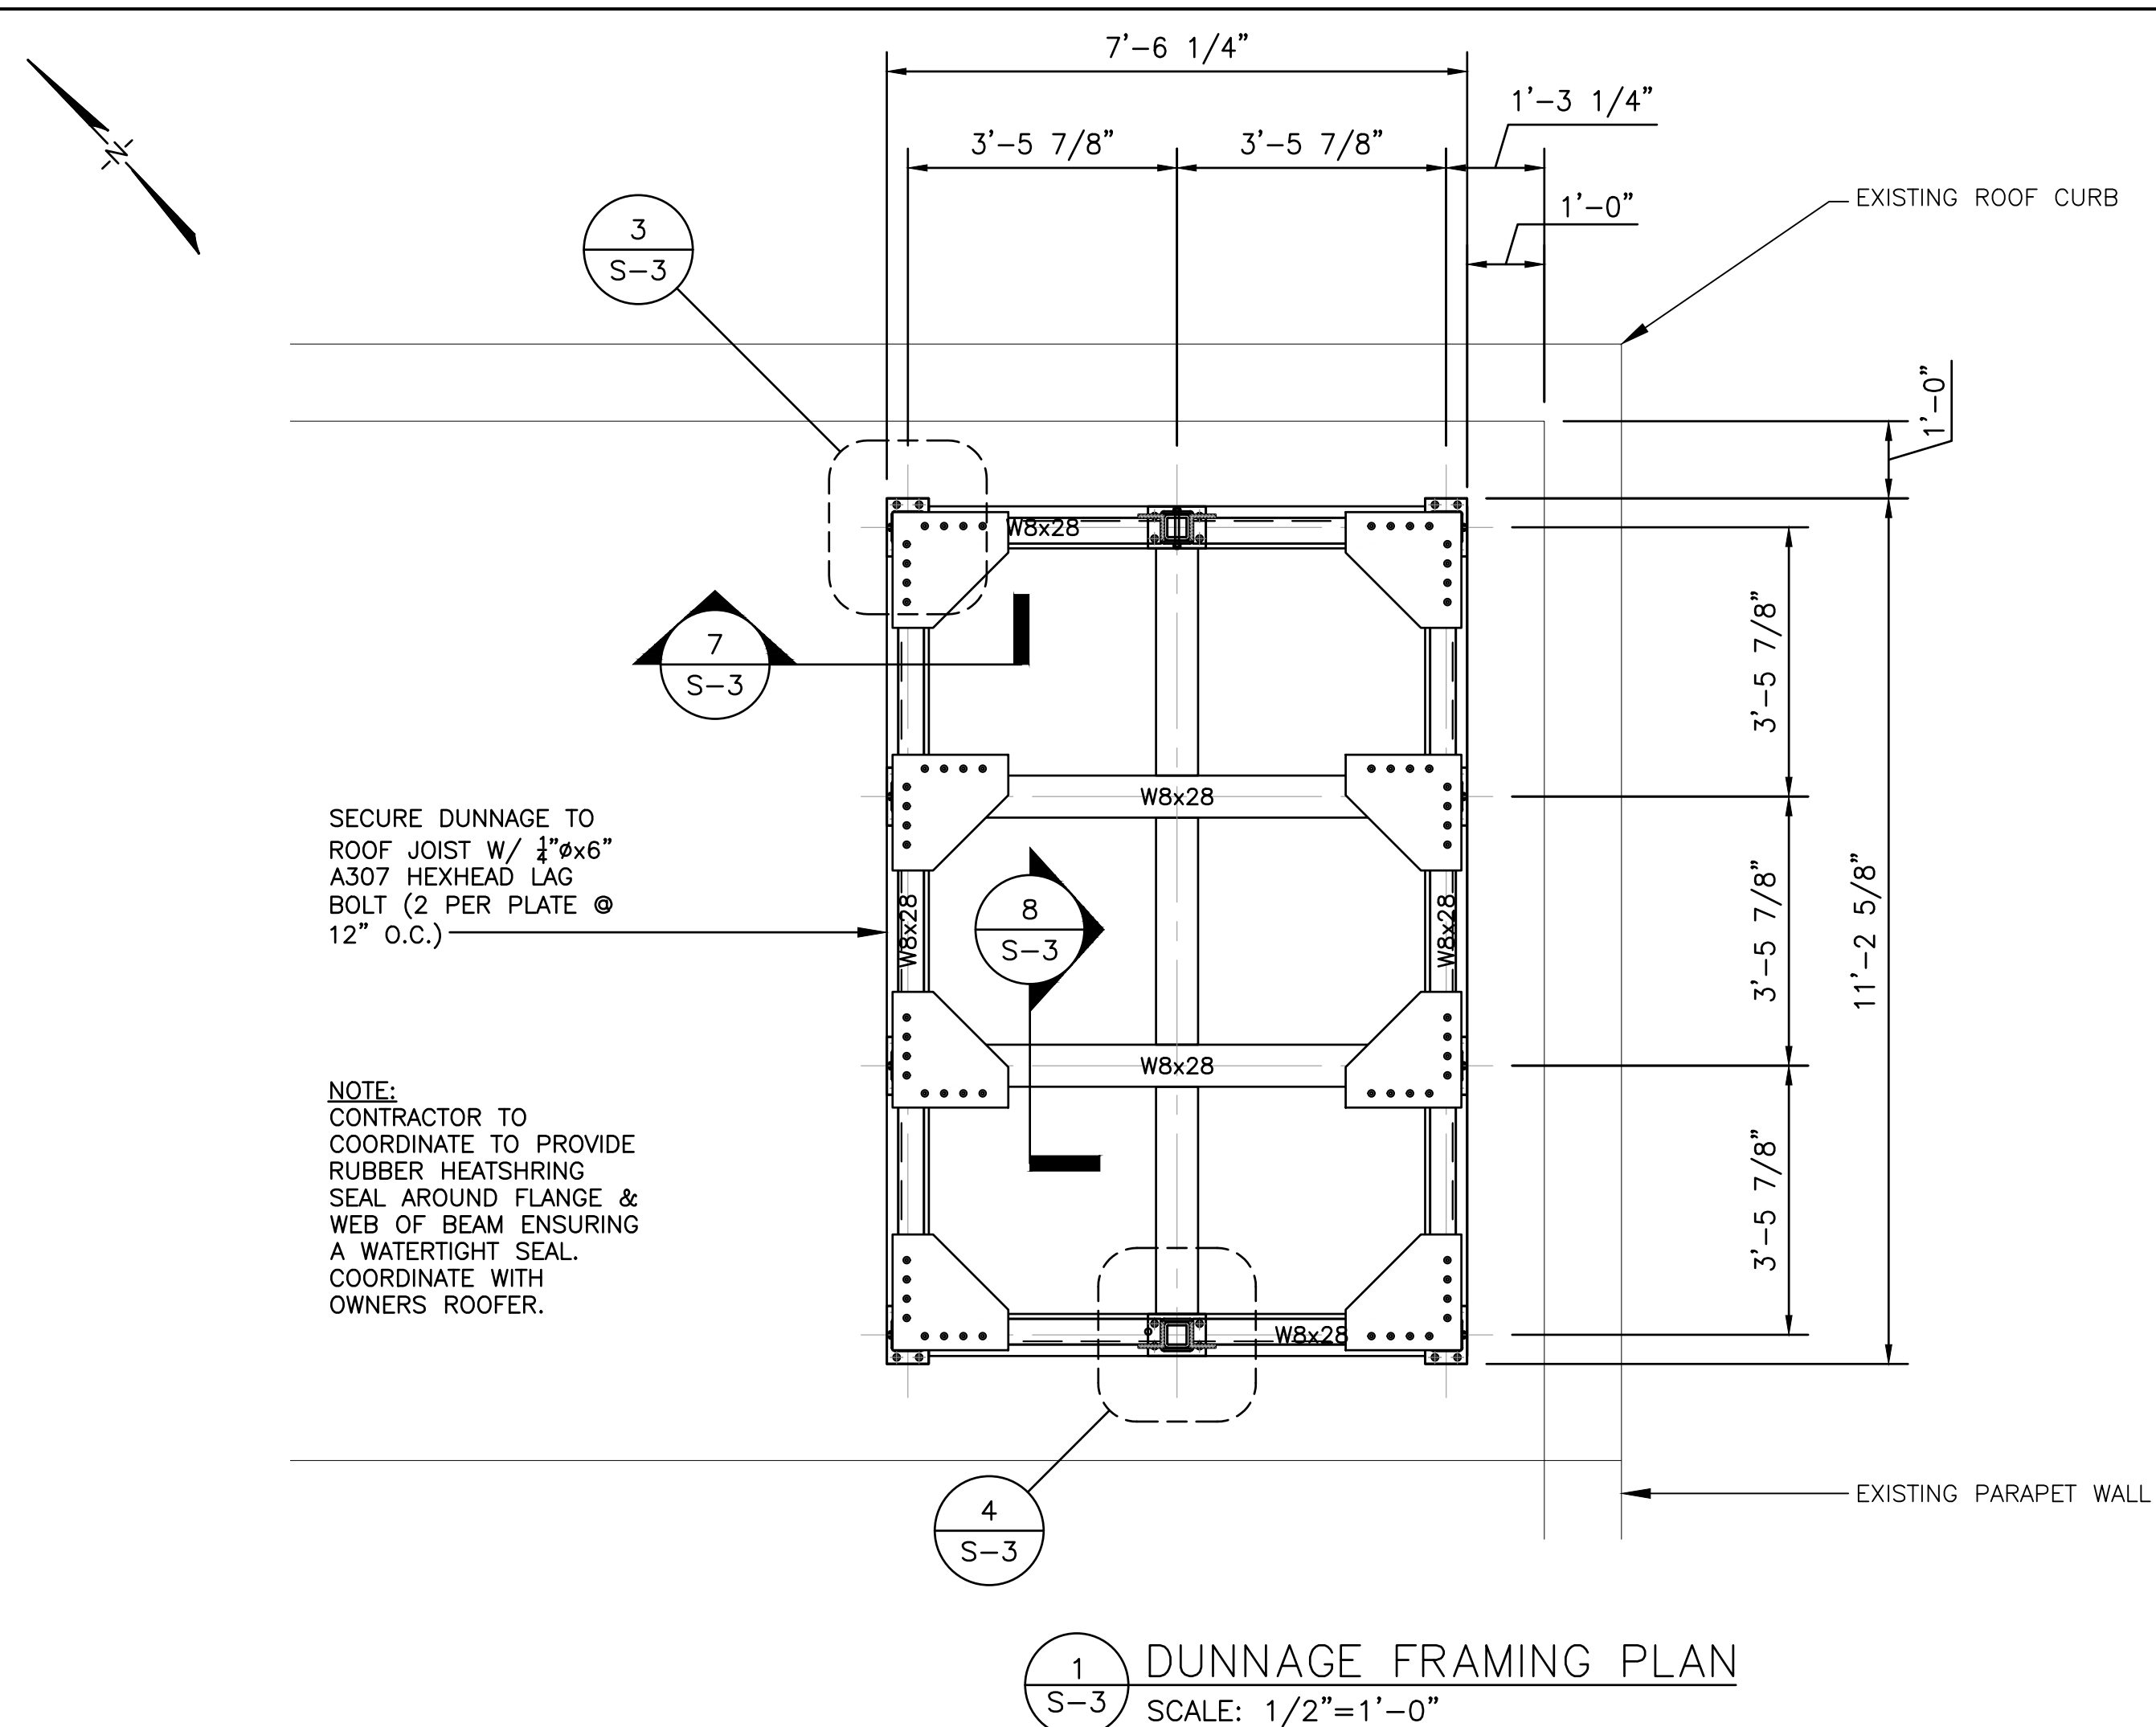 7'-6 1/4"
1'-3 1/4"
3'-5 7/8"
3'-5 7/8"
1'-0"
EXISTING ROOF CURB
-N-
3
S-3
1'-0"
W8x28
7
S-3
3'-5 7/8"
W8x28
SECURE DUNNAGE TO
ROOF JOIST W/ 1/4"øx6"
A307 HEXHEAD LAG
BOLT (2 PER PLATE @
12" O.C.)
W8x28
8
S-3
W8x28
3'-5 7/8"
11'-2 5/8"
W8x28
NOTE:
CONTRACTOR TO
COORDINATE TO PROVIDE
RUBBER HEATSHRING
SEAL AROUND FLANGE &
WEB OF BEAM ENSURING
A WATERTIGHT SEAL.
COORDINATE WITH
OWNERS ROOFER.
3'-5 7/8"
W8x28
4
S-3
EXISTING PARAPET WALL
1
S-3
DUNNAGE FRAMING PLAN
SCALE: 1/2"=1'-0"